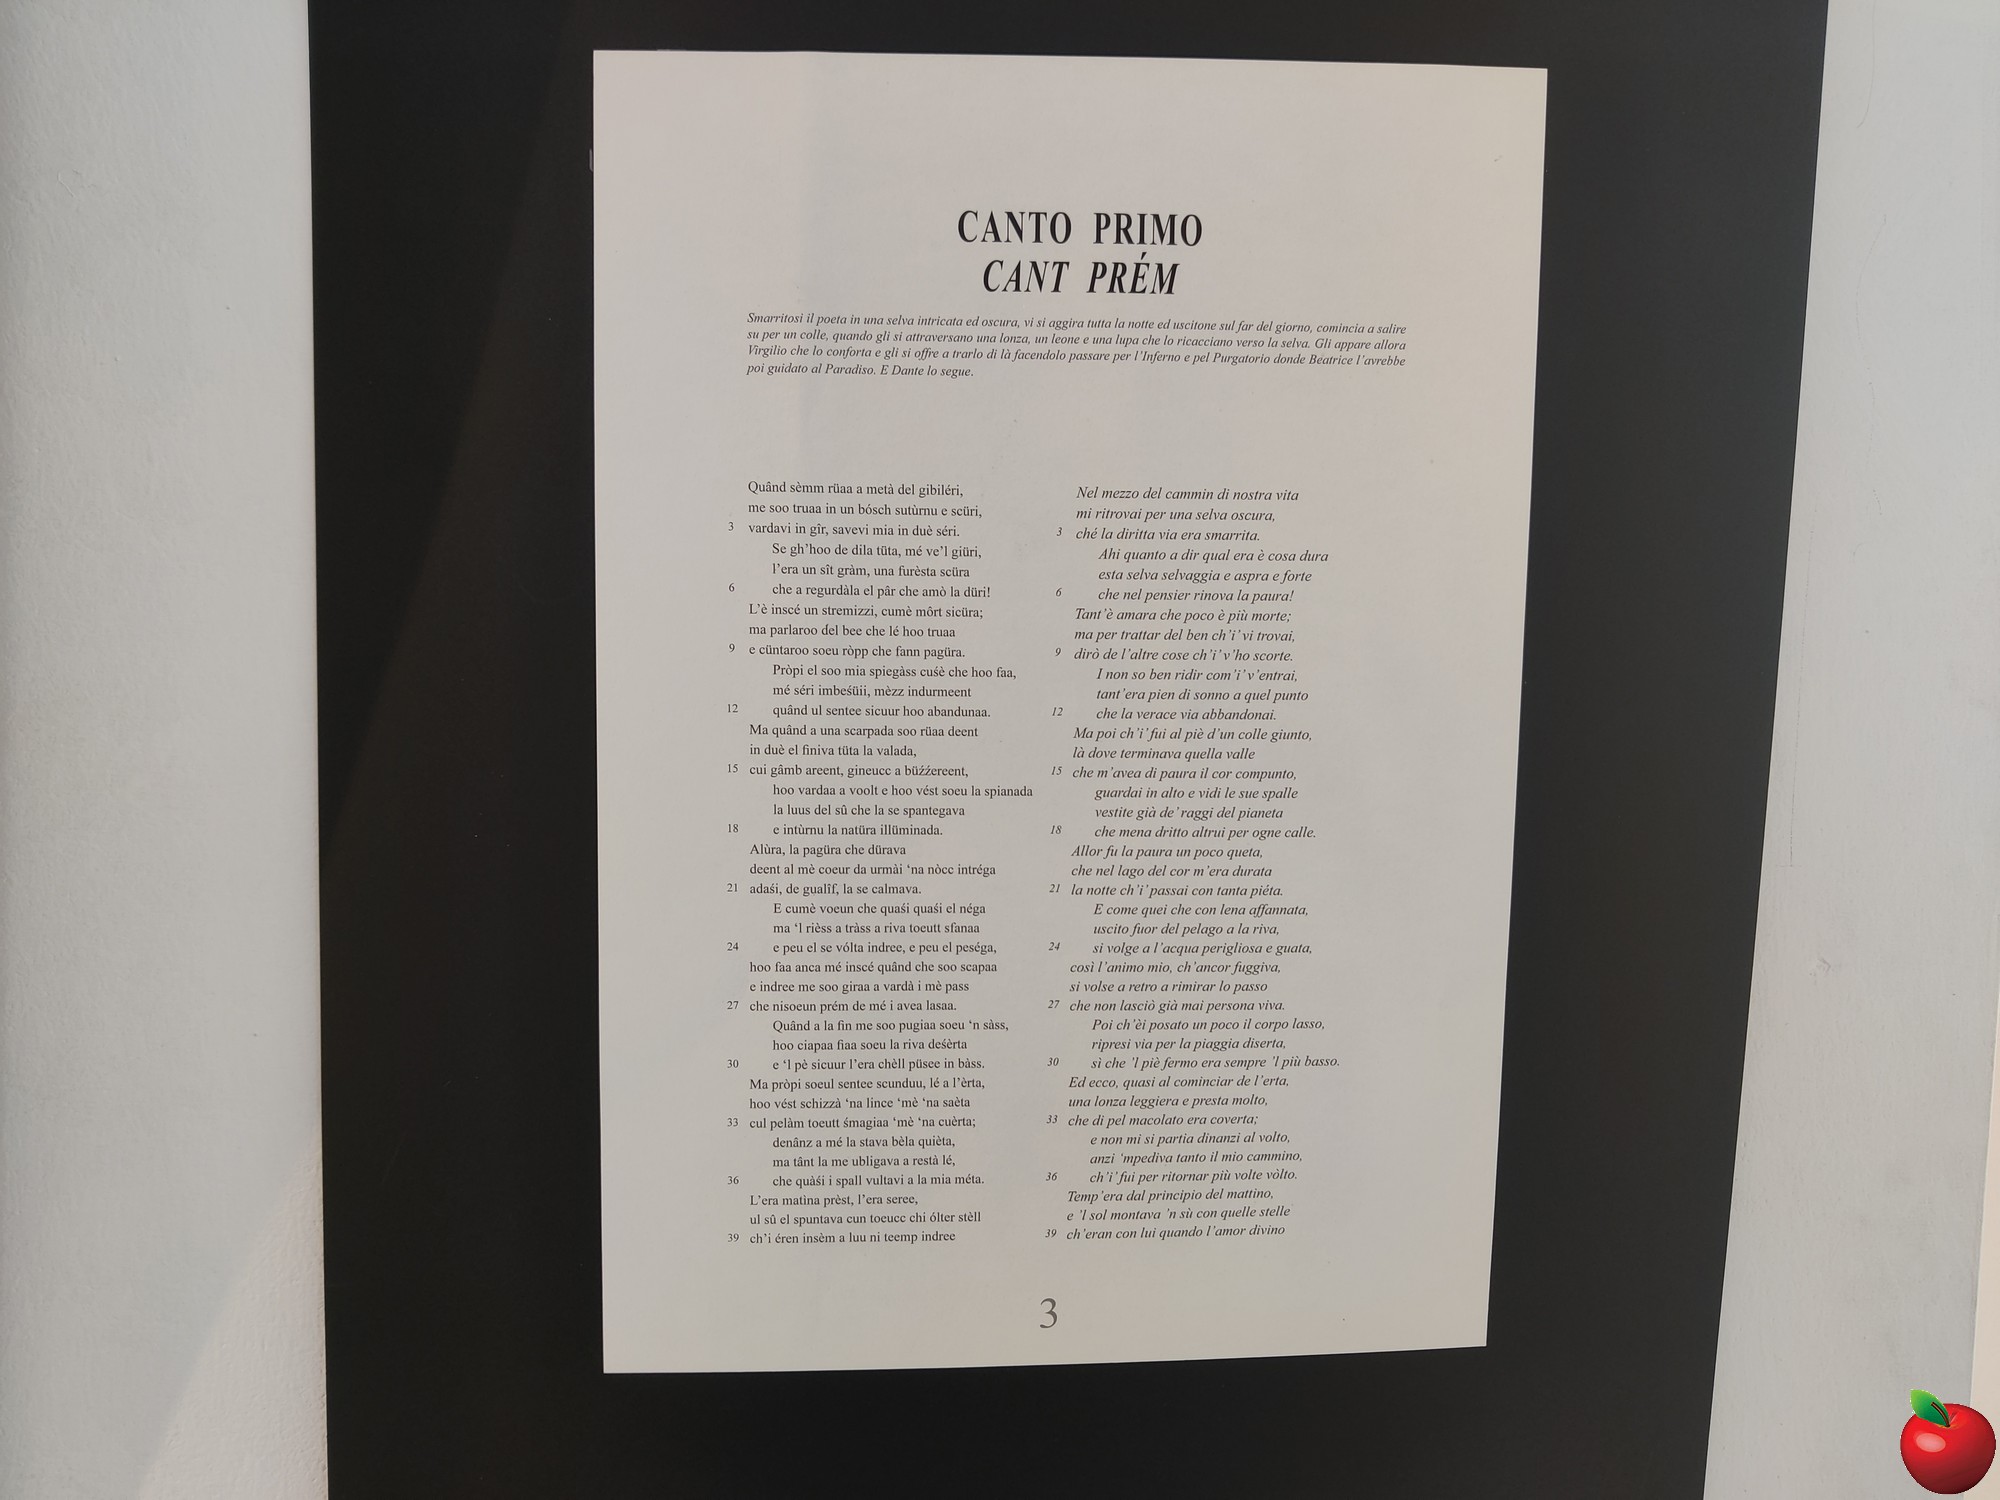 CANTO PRIMO
CANT PRÉM
Smarritosi il poeta in una selva intricata ed oscura, vi si aggira tutta la notte ed uscitone sul far del giorno, comincia a salire
su per un colle, quando gli si attraversano una lonza, un leone e una lupa che lo ricacciano verso la selva. Gli appare allora
Virgilio che lo conforta e gli si offre a trarlo di là facendolo passare per l'Inferno e pel Purgatorio donde Beatrice l'avrebbe
poi guidato al Paradiso. E Dante lo segue.
Quând sèmm rüaa a metà del gibiléri,
me soo truaa in un bósch sutùrnu e scüri,
3 vardavi in gîr, savevi mia in duè séri.
Se gh'hoo de dila tüta, mé ve'l giüri,
l'era un sît gràm, una furèsta scüra
6 che a regurdàla el pâr che amò la düri!
L'è inscé un stremizzi, cumè môrt sicüra;
ma parlaroo del bee che lé hoo truaa
9 e cüntaroo soeu ròpp che fann pagüra.
Pròpi el soo mia spiegàss cuśè che hoo faa,
mé séri imbeśüii, mèzz indurmeent
12 quând ul sentee sicuur hoo abandunaa.
Ma quând a una scarpada soo rüaa deent
in duè el finiva tüta la valada,
15 cui gâmb areent, gineucc a büźźereent,
hoo vardaa a voolt e hoo vést soeu la spianada
la luus del sû che la se spantegava
18 e intùrnu la natüra illüminada.
Alùra, la pagüra che dürava
deent al mè coeur da urmài ‘na nòcc intréga
21 adaśi, de gualîf, la se calmava.
E cumè voeun che quaśi quaśi el néga
ma ‘l rièss a tràss a riva toeutt sfanaa
24 e peu el se vólta indree, e peu el peséga,
hoo faa anca mé inscé quând che soo scapaa
e indree me soo giraa a vardà i mè pass
27 che nisoeun prém de mé i avea lasaa.
Quând a la fin me soo pugiaa soeu ‘n sàss,
hoo ciapaa fiaa soeu la riva deśèrta
30 e ‘l pè sicuur l'era chèll püsee in bàss.
Ma pròpi soeul sentee scunduu, lé a l'èrta,
hoo vést schizzà ‘na lince ‘mè ‘na saèta
33 cul pelàm toeutt śmagiaa ‘mè ‘na cuèrta;
denânz a mé la stava bèla quièta,
ma tânt la me ubligava a restà lé,
36 che quàśi i spall vultavi a la mia méta.
L'era matìna prèst, l'era seree,
ul sû el spuntava cun toeucc chi ólter stèll
39 ch'i éren insèm a luu ni teemp indree
Nel mezzo del cammin di nostra vita
mi ritrovai per una selva oscura,
3 ché la diritta via era smarrita.
Ahi quanto a dir qual era è cosa dura
esta selva selvaggia e aspra e forte
6 che nel pensier rinova la paura!
Tant'è amara che poco è più morte;
ma per trattar del ben ch'i' vi trovai,
9 dirò de l'altre cose ch'i' v'ho scorte.
I non so ben ridir com'i' v'entrai,
tant'era pien di sonno a quel punto
12 che la verace via abbandonai.
Ma poi ch'i' fui al piè d'un colle giunto,
là dove terminava quella valle
15 che m'avea di paura il cor compunto,
guardai in alto e vidi le sue spalle
vestite già de' raggi del pianeta
18 che mena dritto altrui per ogne calle.
Allor fu la paura un poco queta,
che nel lago del cor m'era durata
21 la notte ch'i' passai con tanta piéta.
E come quei che con lena affannata,
uscito fuor del pelago a la riva,
24 si volge a l'acqua perigliosa e guata,
così l'animo mio, ch'ancor fuggiva,
si volse a retro a rimirar lo passo
27 che non lasciò già mai persona viva.
Poi ch'èi posato un poco il corpo lasso,
ripresi via per la piaggia diserta,
30 sì che 'l piè fermo era sempre 'l più basso.
Ed ecco, quasi al cominciar de l'erta,
una lonza leggiera e presta molto,
33 che di pel macolato era coverta;
e non mi si partia dinanzi al volto,
anzi ‘mpediva tanto il mio cammino,
36 ch'i' fui per ritornar più volte vòlto.
Temp'era dal principio del mattino,
e 'l sol montava 'n sù con quelle stelle
39 ch'eran con lui quando l'amor divino
3